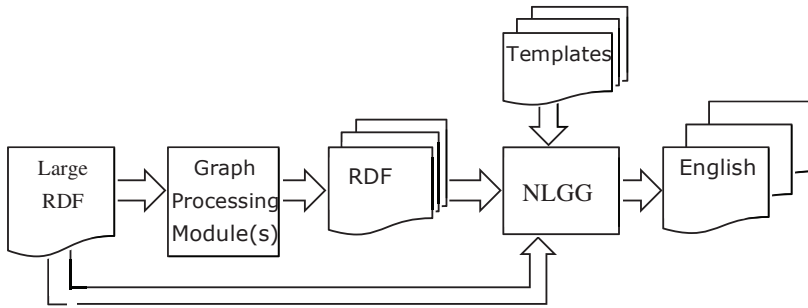 Templates
Large
RDF
Graph
Processing
Module(s)
RDF
NLGG
English